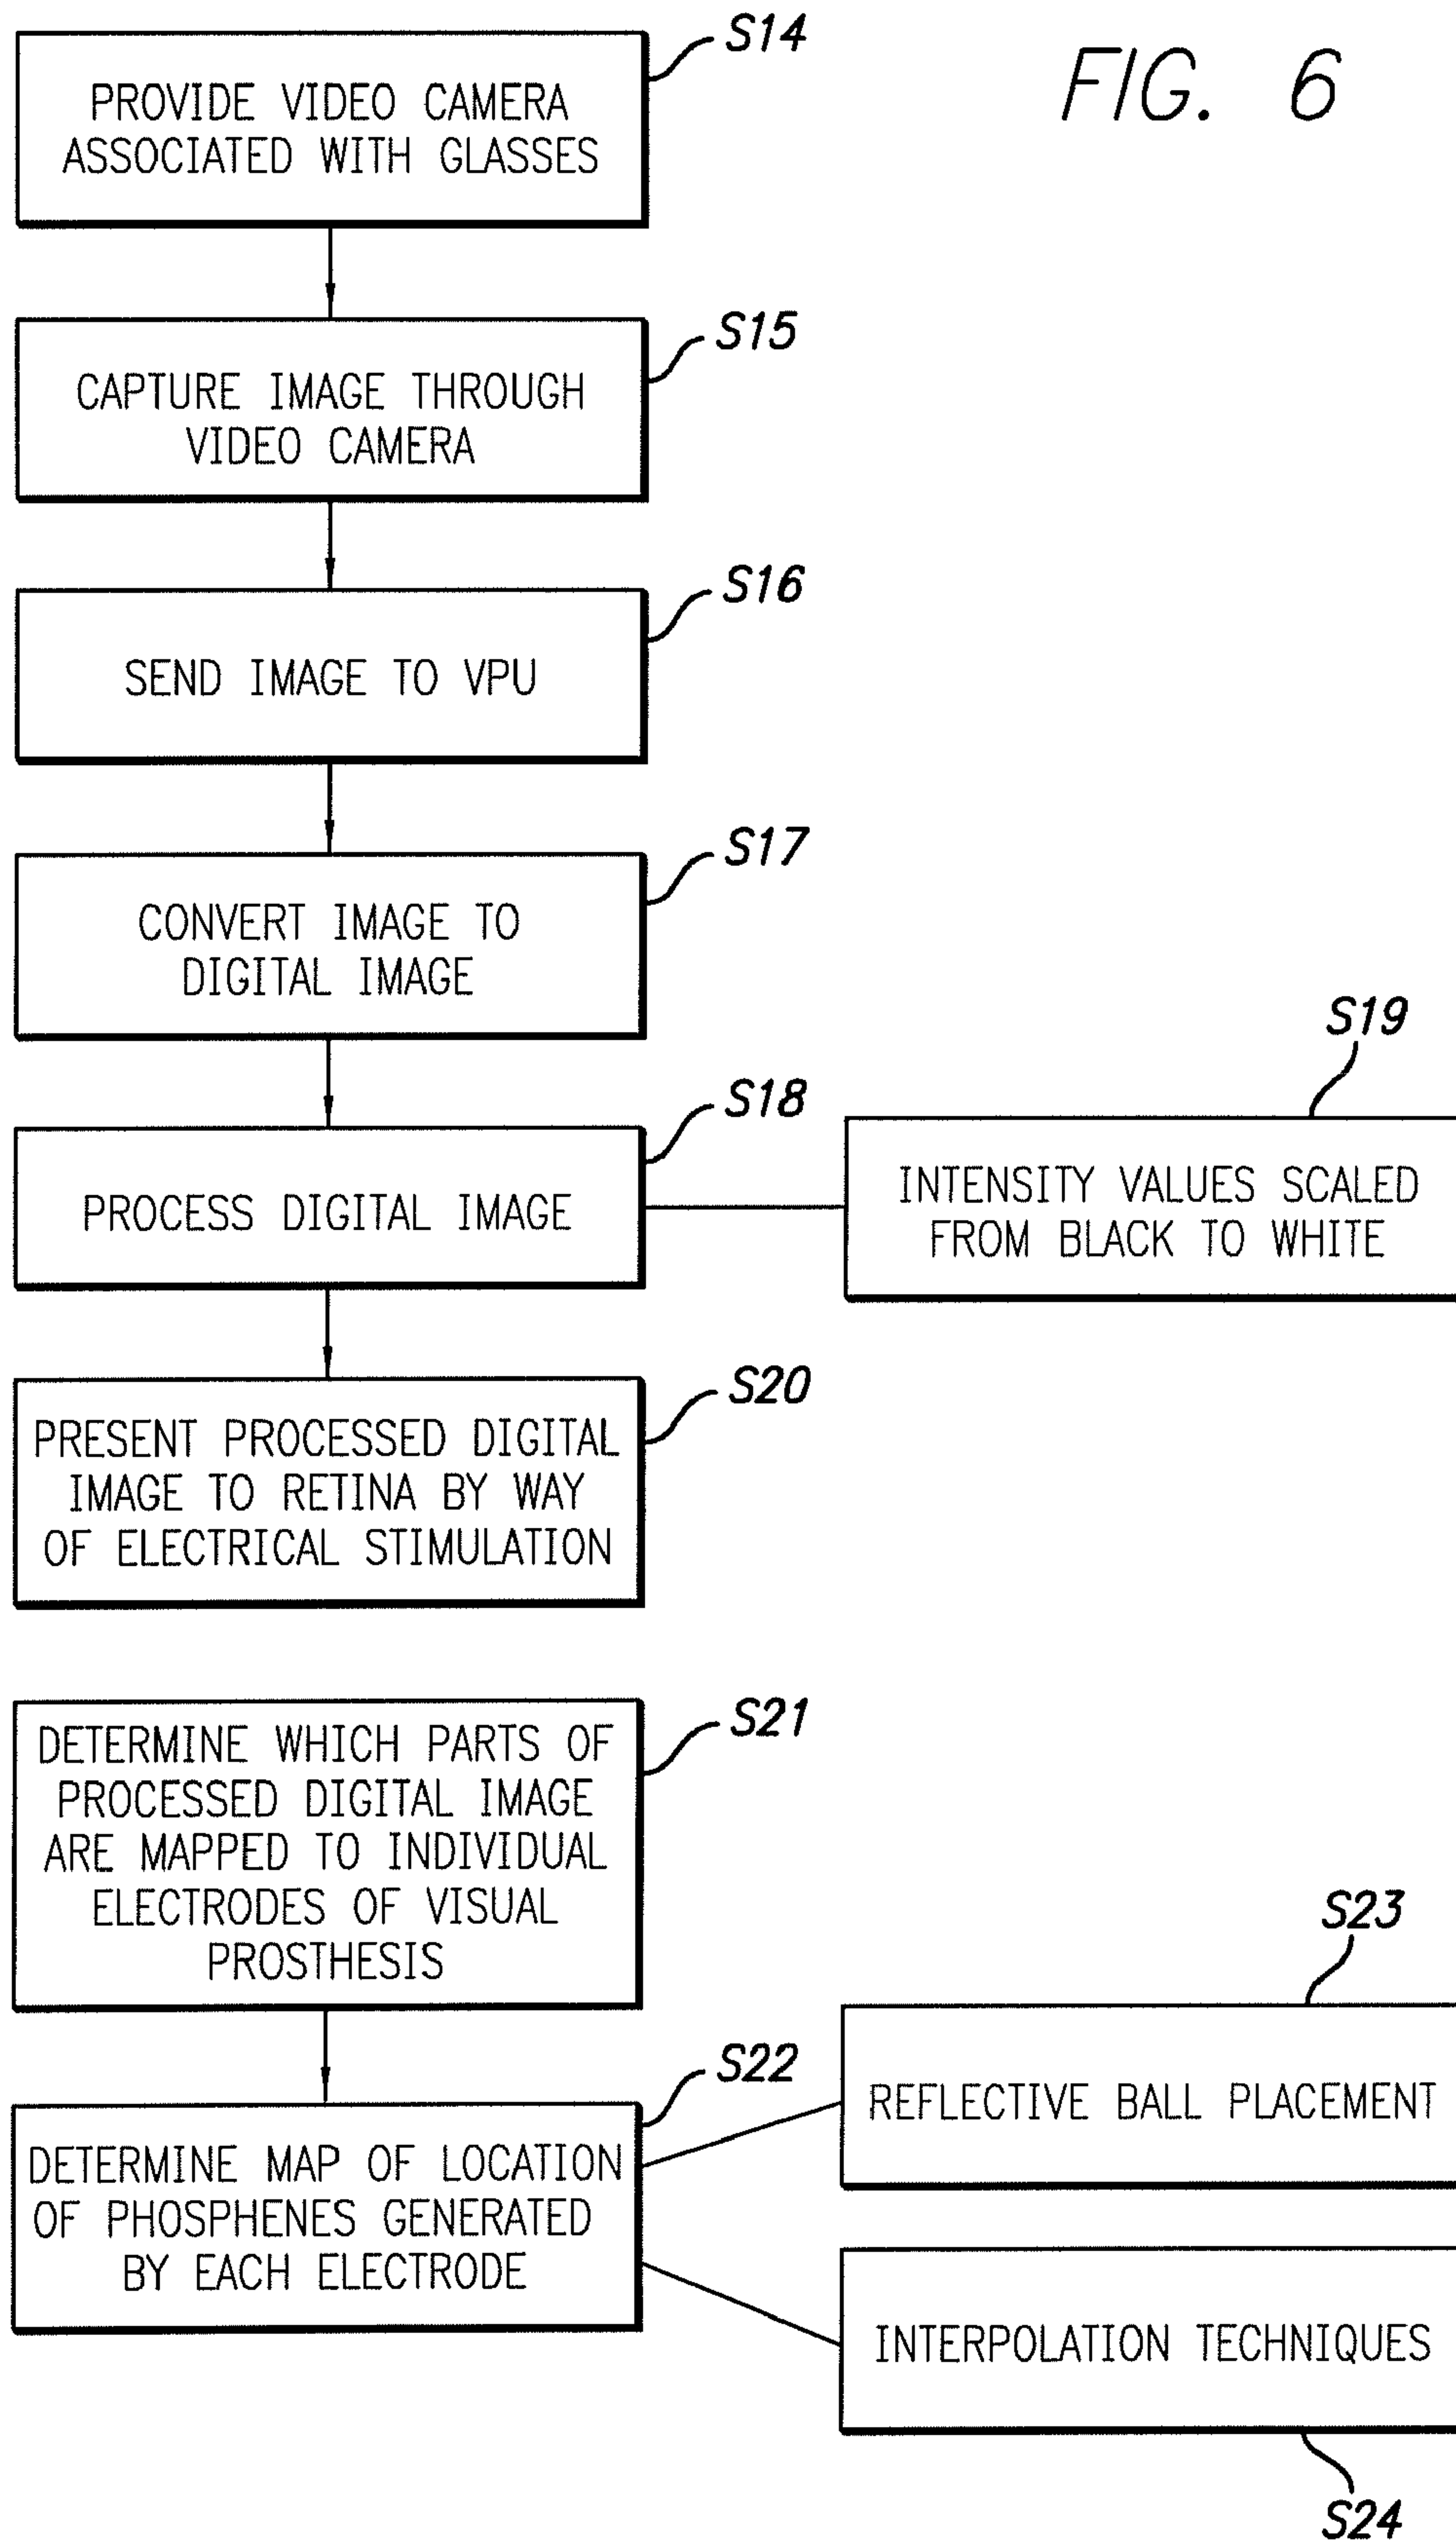 FIG. 6
S14
PROVIDE VIDEO CAMERA
ASSOCIATED WITH GLASSES
S15
CAPTURE IMAGE THROUGH
VIDEO CAMERA
S16
SEND IMAGE TO VPU
S17
CONVERT IMAGE TO
DIGITAL IMAGE
S18
PROCESS DIGITAL IMAGE
S19
INTENSITY VALUES SCALED
FROM BLACK TO WHITE
S20
PRESENT PROCESSED DIGITAL
IMAGE TO RETINA BY WAY
OF ELECTRICAL STIMULATION
S21
DETERMINE WHICH PARTS OF
PROCESSED DIGITAL IMAGE
ARE MAPPED TO INDIVIDUAL
ELECTRODES OF VISUAL
PROSTHESIS
S22
DETERMINE MAP OF LOCATION
OF PHOSPHENES GENERATED
BY EACH ELECTRODE
S23
REFLECTIVE BALL PLACEMENT
INTERPOLATION TECHNIQUES
S24